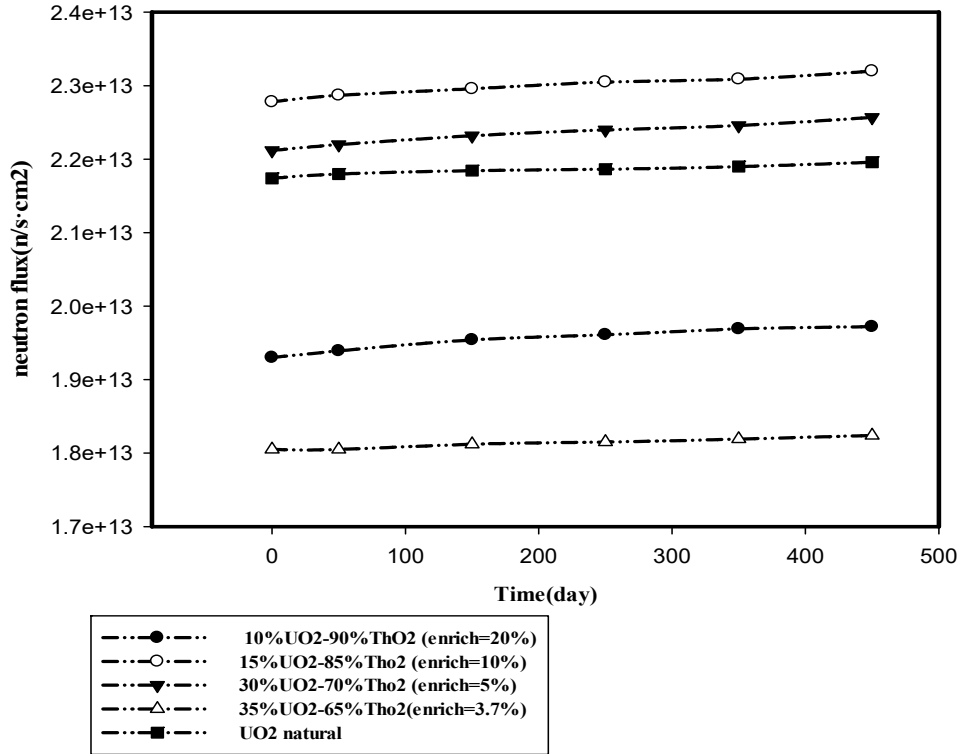 2.4e+13
2.3e+13
2.2e+13
2.1e+13
2.0e+13
1.9e+13
1.8e+13
1.7e+13
neutron flux(n/s·cm2)
0 100 200 300 400 500
Time(day)
10%UO2-90%ThO2 (enrich=20%)
15%UO2-85%Tho2 (enrich=10%)
30%UO2-70%Tho2 (enrich=5%)
35%UO2-65%Tho2(enrich=3.7%)
UO2 natural